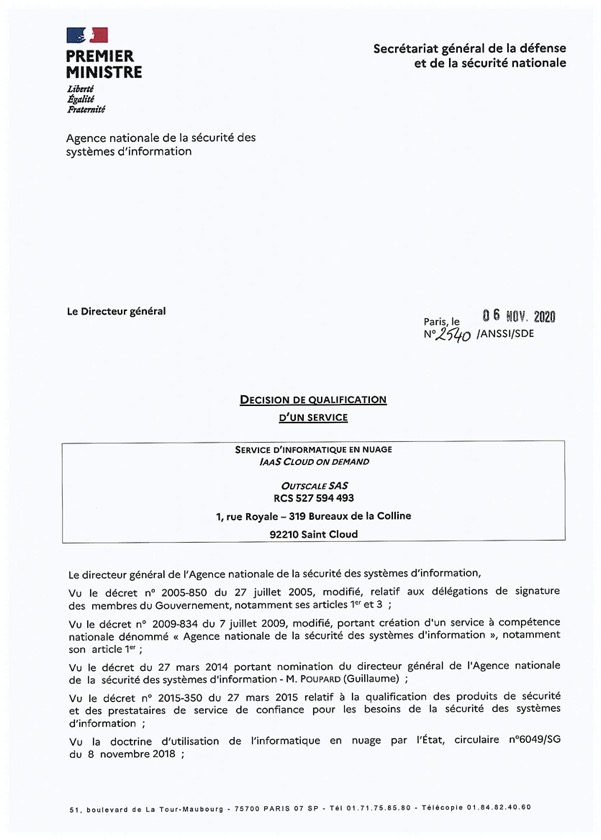 PREMIER
MINISTRE
Liberté
Égalité
Fraternité
Secrétariat général de la défense
et de la sécurité nationale
Agence nationale de la sécurité des
systèmes d'information
Le Directeur général
Paris, le 06 NOV. 2020
N° 2540 /ANSSI/SDE
DECISION DE QUALIFICATION
D'UN SERVICE
SERVICE D'INFORMATIQUE EN NUAGE
IAAS CLOUD ON DEMAND
OUTSCALE SAS
RCS 527 594 493
1, rue Royale – 319 Bureaux de la Colline
92210 Saint Cloud
Le directeur général de l'Agence nationale de la sécurité des systèmes d'information,
Vu le décret n° 2005-850 du 27 juillet 2005, modifié, relatif aux délégations de signature
des membres du Gouvernement, notamment ses articles 1er et 3 ;
Vu le décret n° 2009-834 du 7 juillet 2009, modifié, portant création d'un service à compétence
nationale dénommé « Agence nationale de la sécurité des systèmes d'information », notamment
son article 1er ;
Vu le décret du 27 mars 2014 portant nomination du directeur général de l'Agence nationale
de la sécurité des systèmes d'information - M. POUPARD (Guillaume) ;
Vu le décret n° 2015-350 du 27 mars 2015 relatif à la qualification des produits de sécurité
et des prestataires de service de confiance pour les besoins de la sécurité des systèmes
d'information ;
Vu la doctrine d'utilisation de l'informatique en nuage par l'État, circulaire n°6049/SG
du 8 novembre 2018 ;
51, boulevard de La Tour-Maubourg - 75700 PARIS 07 SP - Tél 01.71.75.85.80 - Télécopie 01.84.82.40.60